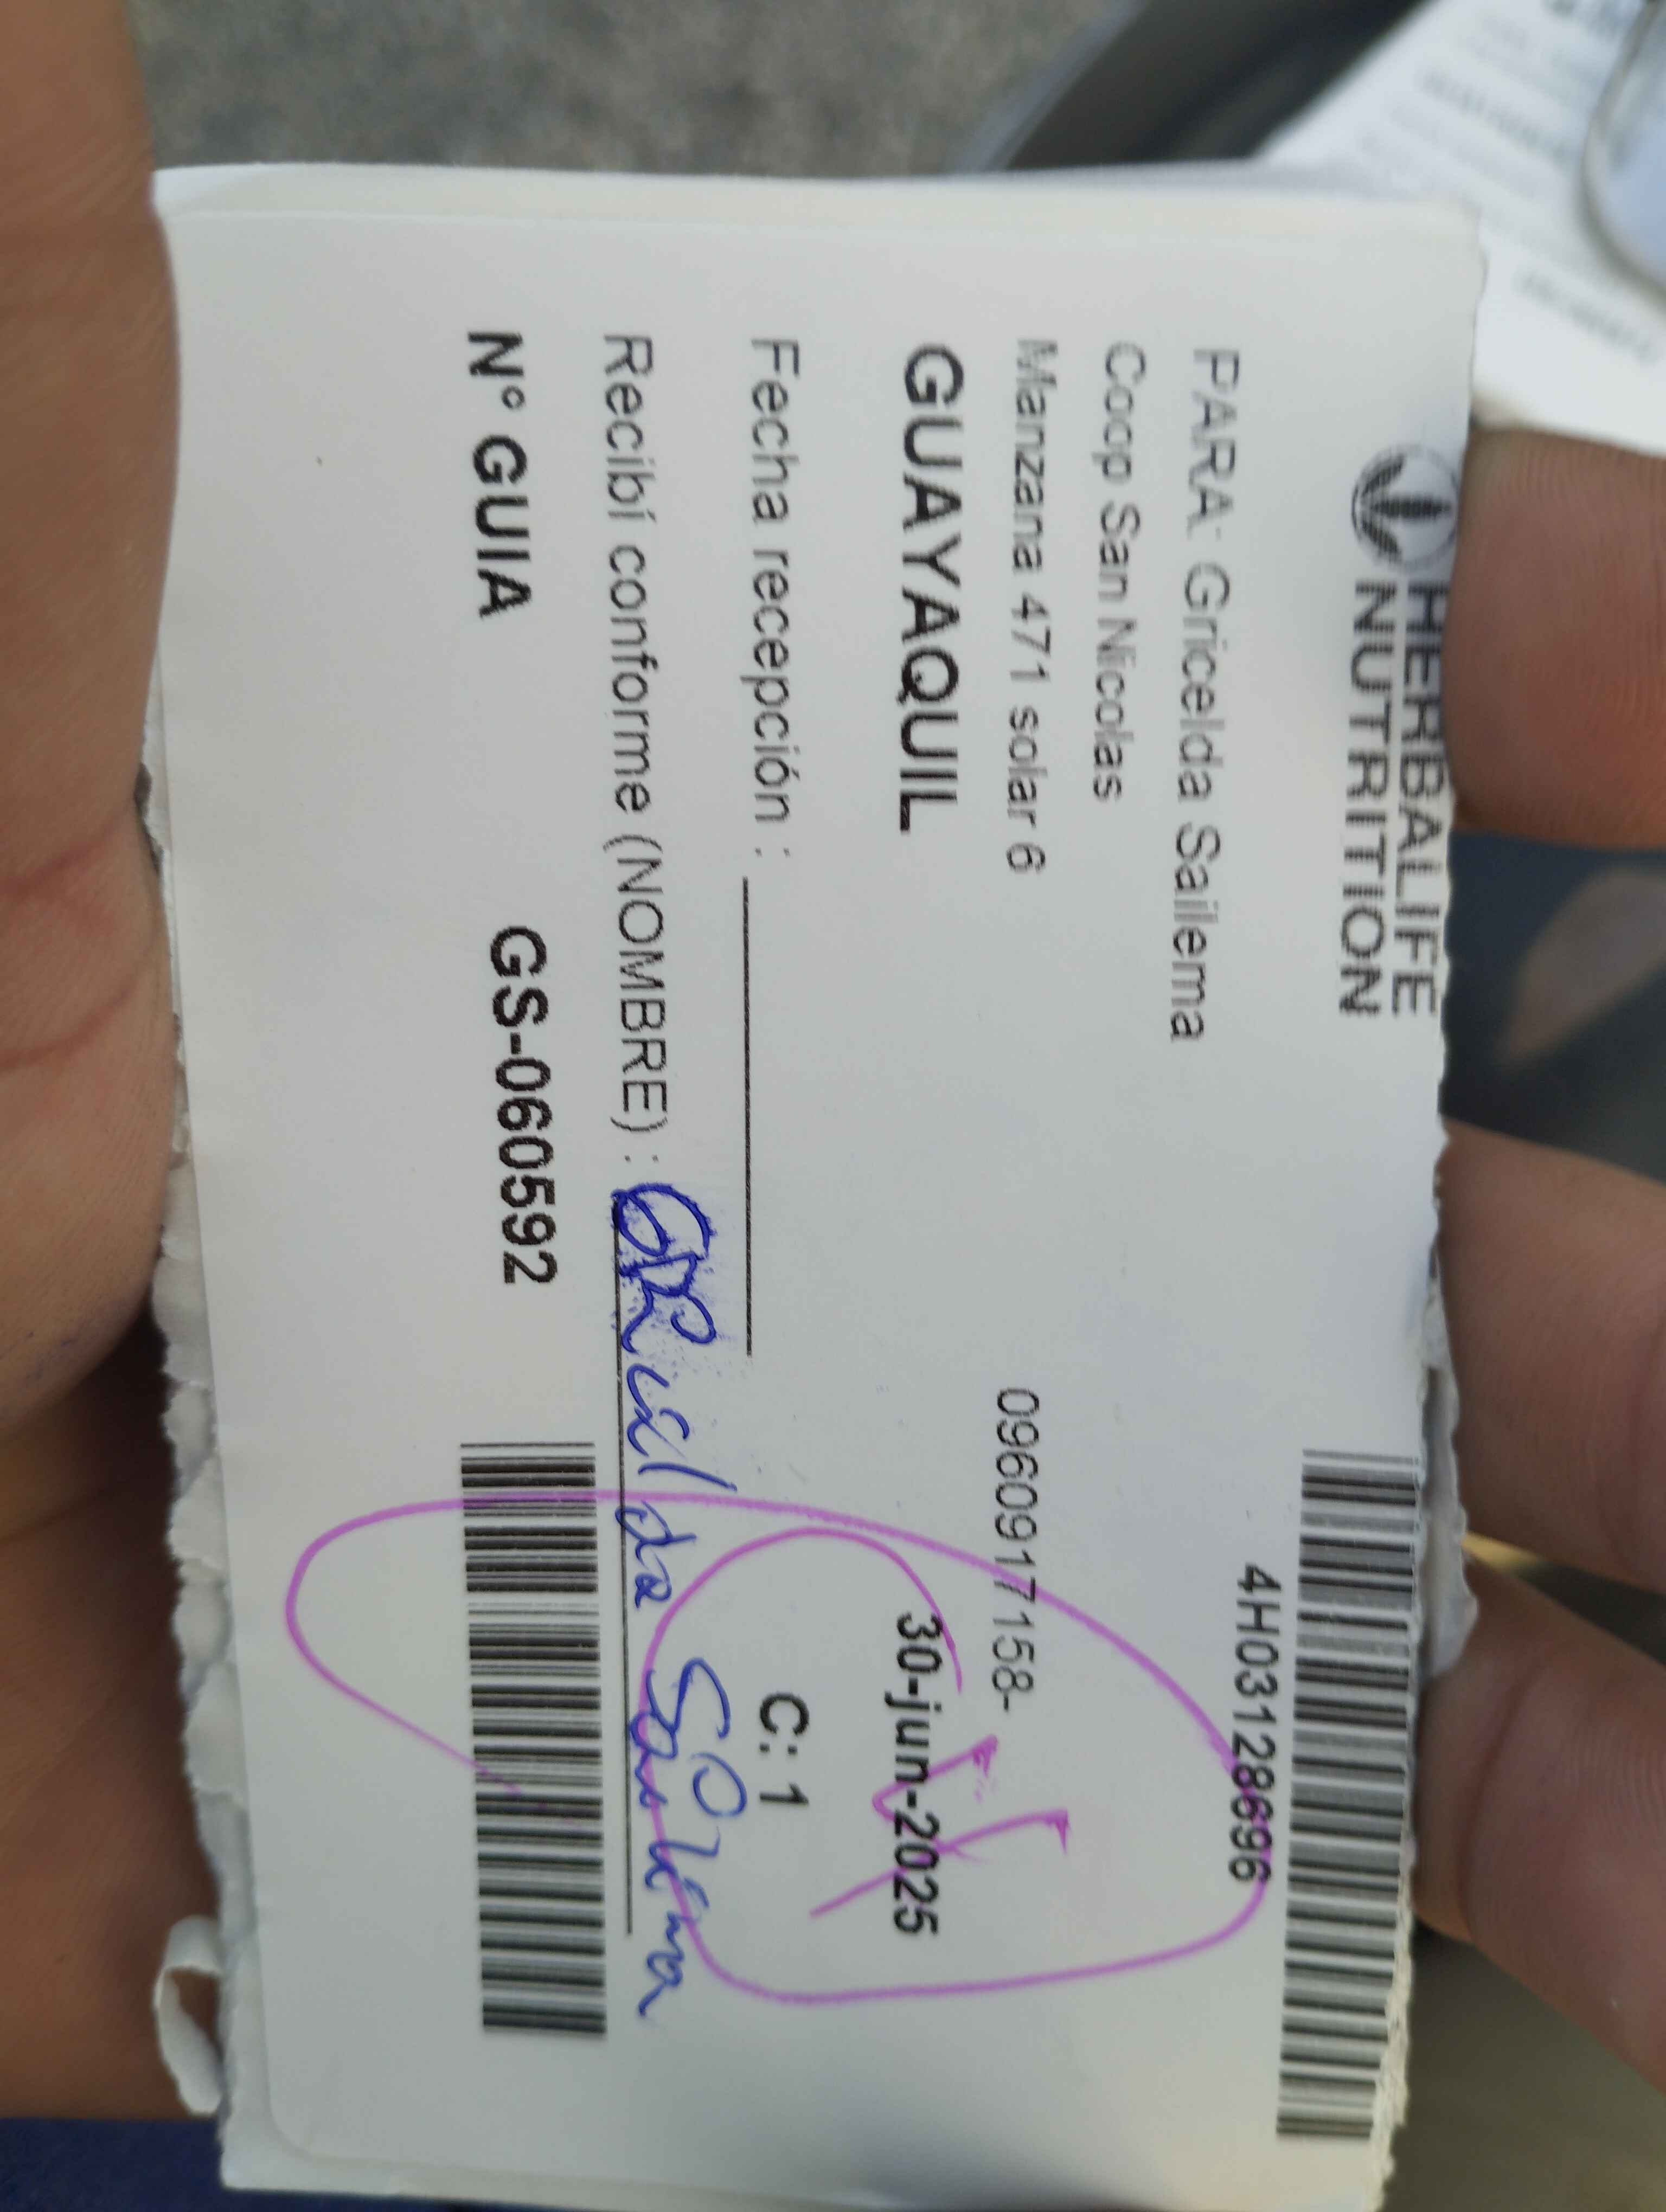 HERBALIFE
NUTRITION
4H03128696
PARA: Gricelda Sailema
Coop San Nicolas
Manzana 471 solar 6
0960917158-
GUAYAQUIL
30-jun-2025
Fecha recepción :
C: 1
Recibí conforme (NOMBRE) : GRicelda Sailema
N° GUIA
GS-060592